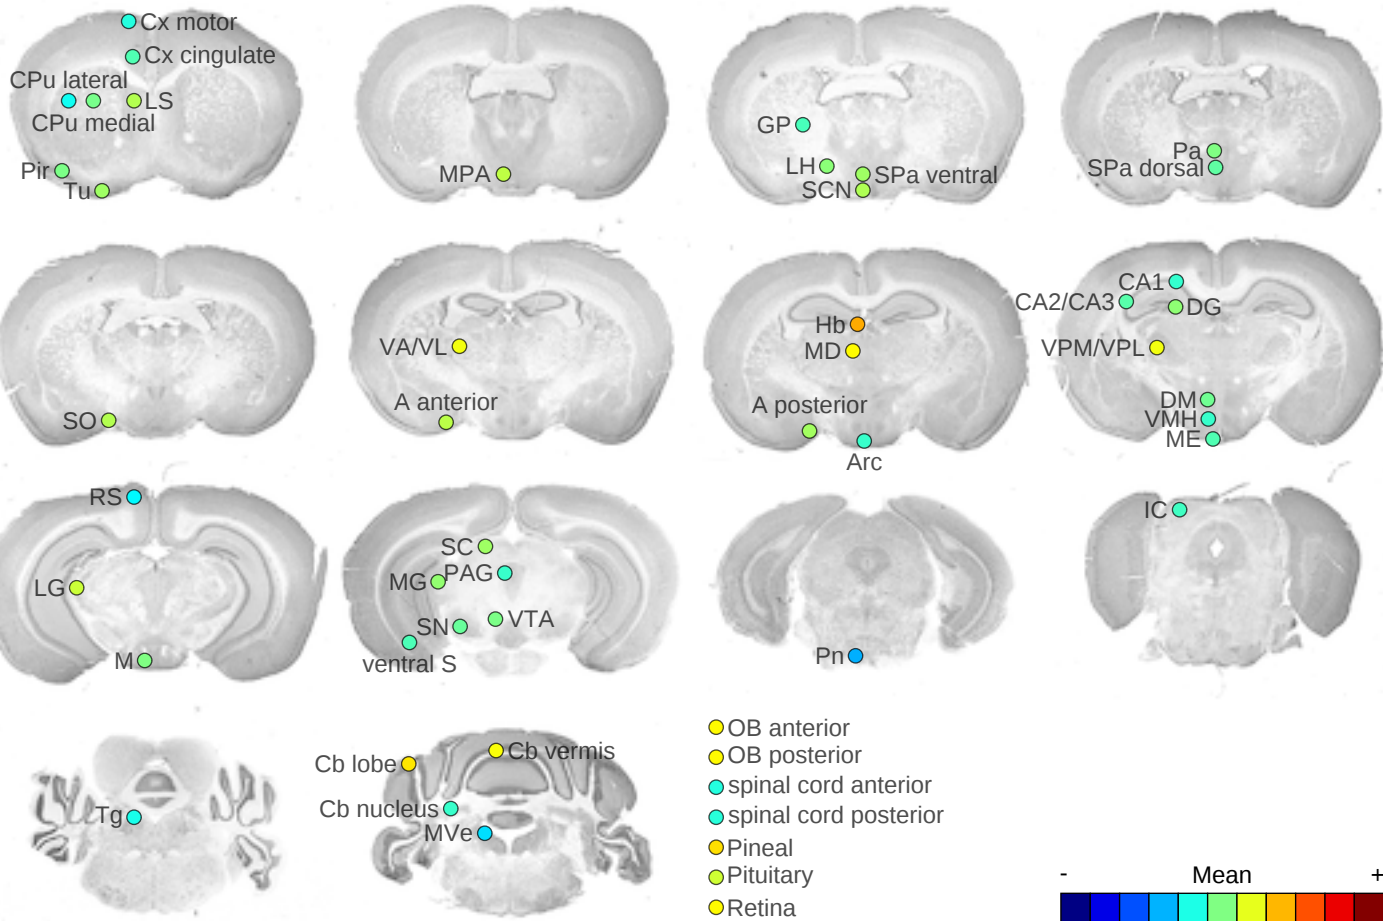 Cx motor
Cx cingulate
CPu lateral
LS
CPu medial
Pir
Tu
MPA
GP
LH
SPa ventral
SCN
Pa
SPa dorsal
SO
VA/VL
A anterior
Hb
MD
A posterior
Arc
CA1
CA2/CA3
DG
VPM/VPL
DM
VMH
ME
RS
LG
M
SC
PAG
MG
VTA
SN
ventral S
Pn
IC
Tg
Cb lobe
Cb vermis
Cb nucleus
MVe
OB anterior
OB posterior
spinal cord anterior
spinal cord posterior
Pineal
Pituitary
Retina
- Mean +